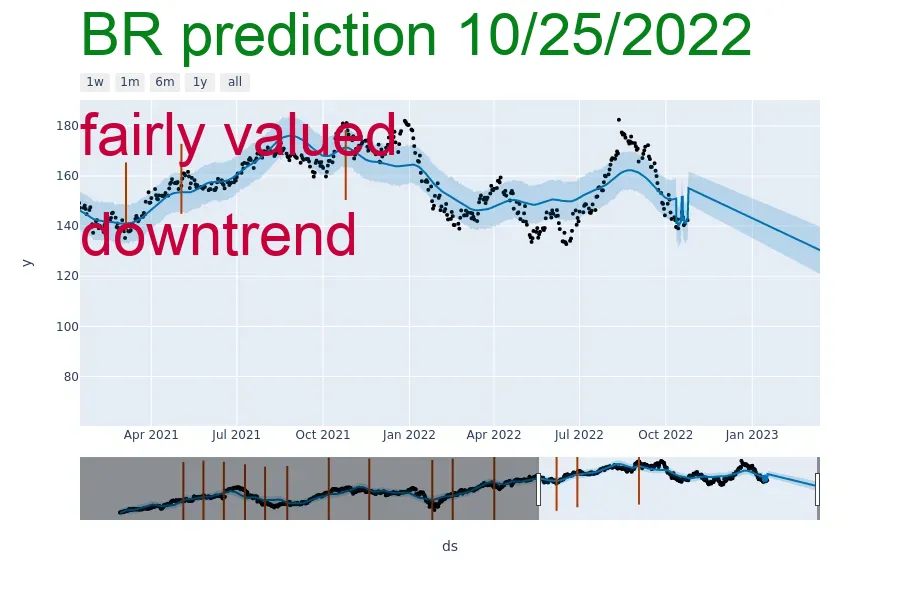 BR prediction 10/25/2022
1w 1m 6m 1y all
fairly valued
downtrend
180
160
140
120
100
80
y
Apr 2021 Jul 2021 Oct 2021 Jan 2022 Apr 2022 Jul 2022 Oct 2022 Jan 2023
ds